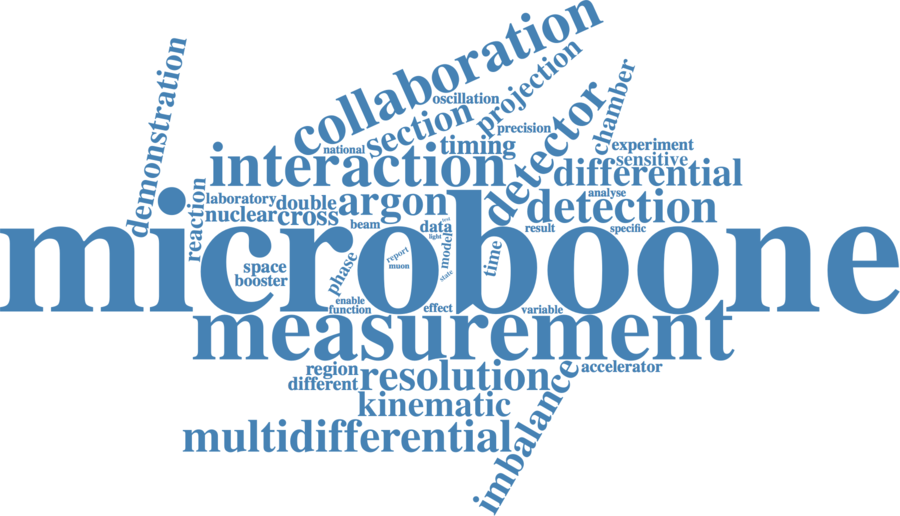 collaboration
demonstration
oscillation
projection
chamber
section
precision
detector
national
timing
experiment
interaction
sensitive
differential
reaction
laboratory
double
argon
analyse
detection
nuclear
cross
beam
data
result
specific
light
microboone
model
time
report
muon
state
phase
space
booster
enable
function
effect
variable
measurement
region
different
resolution
accelerator
imbalance
kinematic
multidifferential